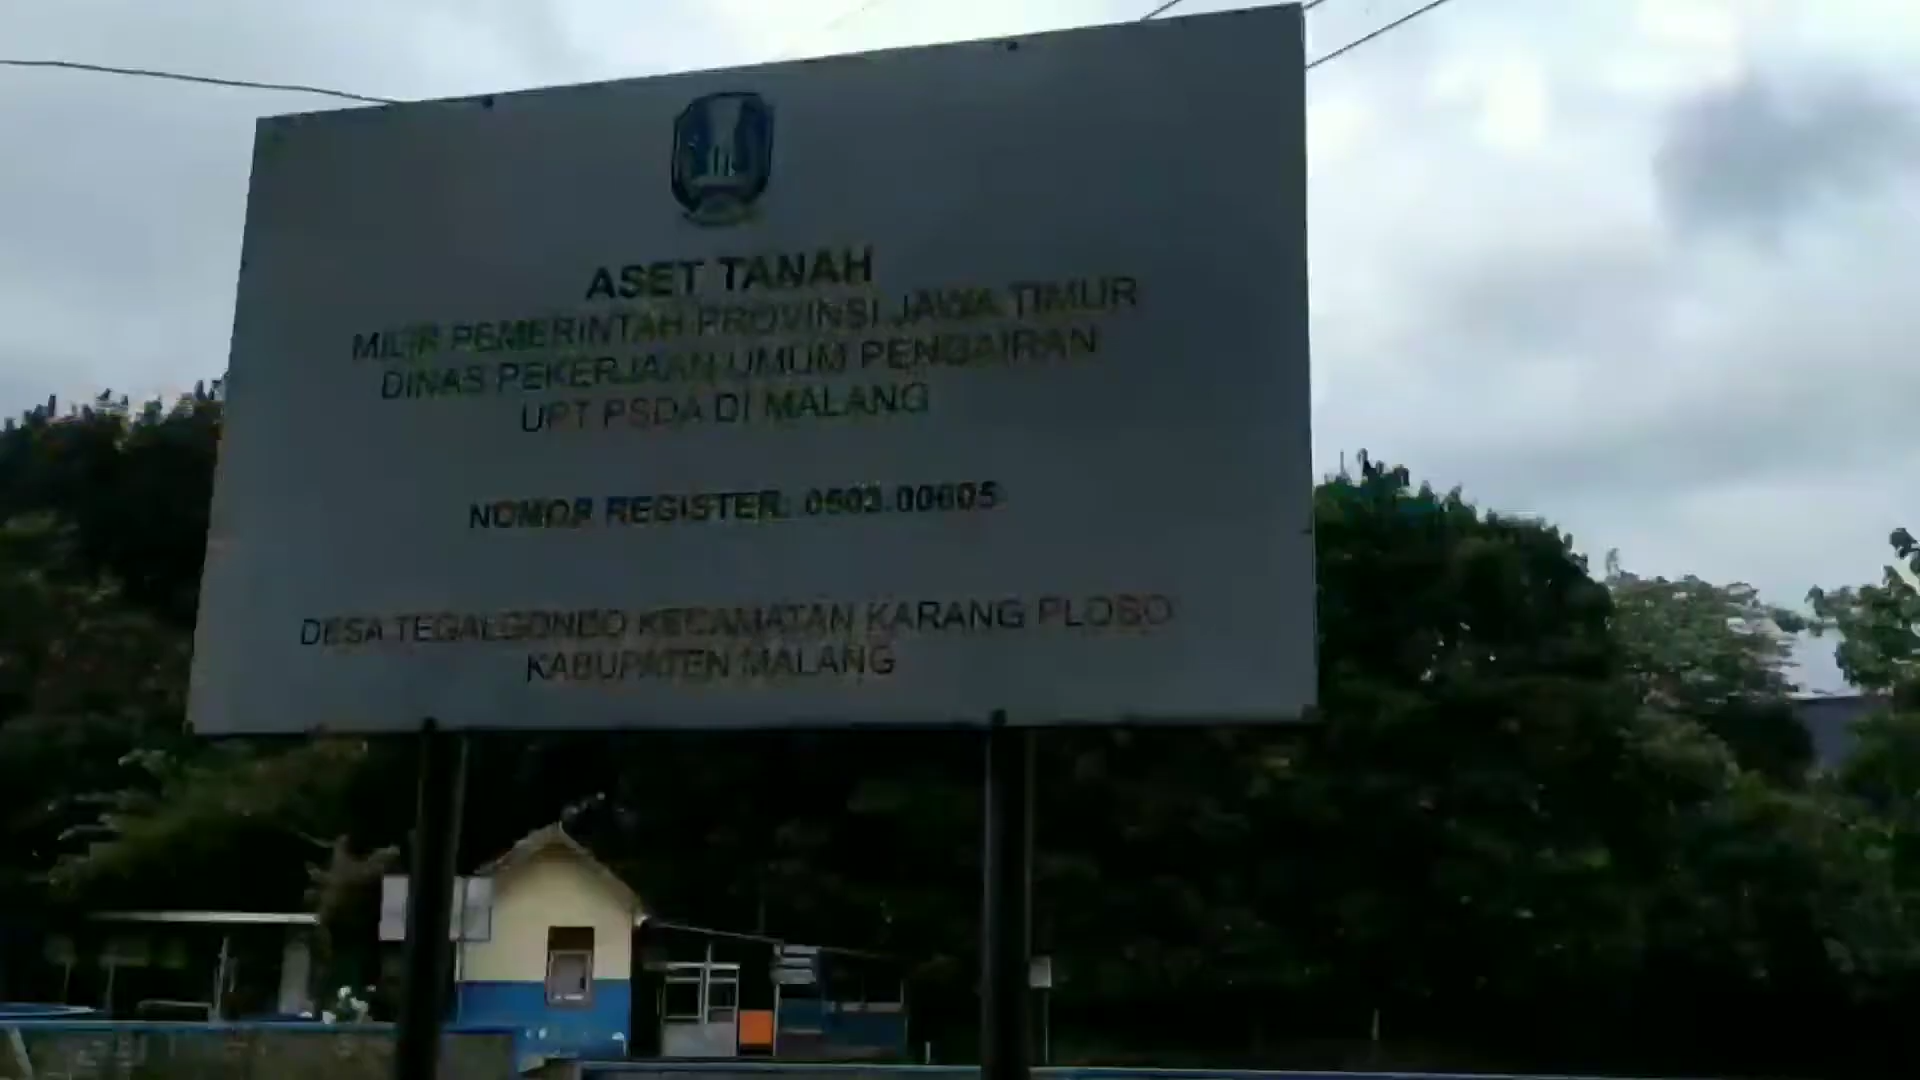 ASET TANAH
MILIK PEMERINTAH PROVINSI JAWA TIMUR
DINAS PEKERJAAN UMUM PENGAIRAN
UPT PSDA DI MALANG
NOMOR REGISTER: 0503.00605
DESA TEGALGONDO KECAMATAN KARANG PLOSO
KABUPATEN MALANG